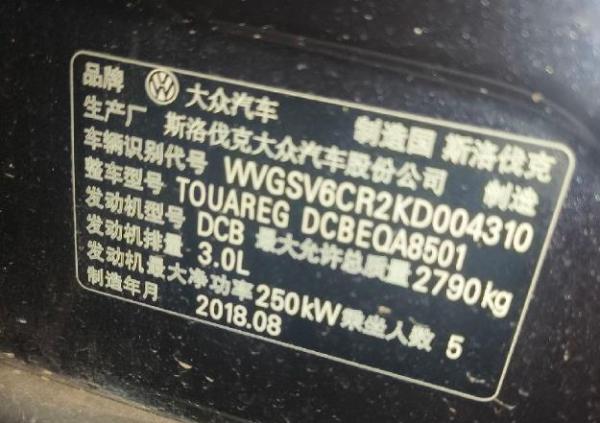 品牌 大众汽车 制造国 斯洛伐克
生产厂 斯洛伐克大众汽车股份公司 制造
车辆识别代号 WVGSV6CR2KD004310
整车型号 TOUAREG DCBEQA8501
发动机型号 DCB 最大允许总质量 2790kg
发动机排量 3.0L
发动机最大净功率 250kW 乘坐人数 5
制造年月 2018.08